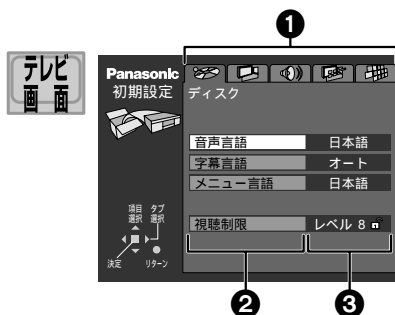 ❶
テレビ
画面
Panasonic
初期設定
ディスク
音声言語 日本語
字幕言語 オート
メニュー言語 日本語
視聴制限 レベル 8
項目 タブ
選択 選択
決定 リターン
❷ ❸